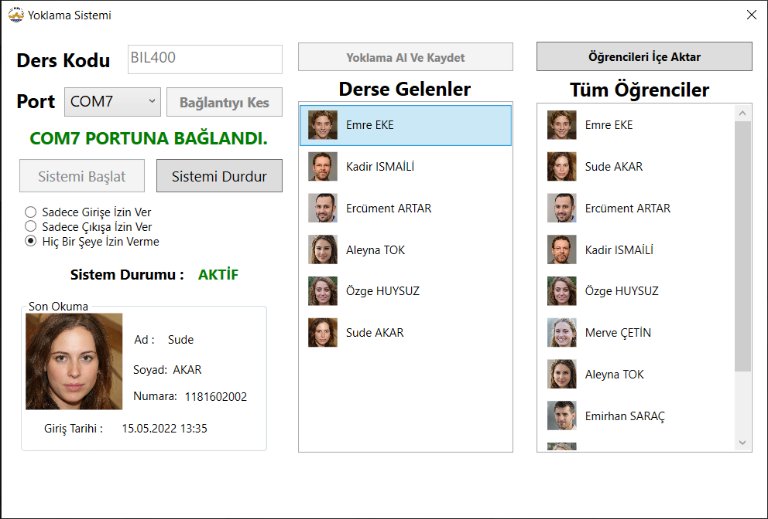 Yoklama Sistemi
Ders Kodu
BIL400
Port
COM7
Bağlantıyı Kes
COM7 PORTUNA BAĞLANDI.
Sistemi Başlat
Sistemi Durdur
Sadece Girişe İzin Ver
Sadece Çıkışa İzin Ver
Hiç Bir Şeye İzin Verme
Sistem Durumu : AKTİF
Son Okuma
Ad : Sude
Soyad: AKAR
Numara: 1181602002
Giriş Tarihi : 15.05.2022 13:35
Yoklama Al Ve Kaydet
Derse Gelenler
Emre EKE
Kadir ISMAİLİ
Ercüment ARTAR
Aleyna TOK
Özge HUYSUZ
Sude AKAR
Öğrencileri İçe Aktar
Tüm Öğrenciler
Emre EKE
Sude AKAR
Ercüment ARTAR
Kadir ISMAİLİ
Özge HUYSUZ
Merve ÇETİN
Aleyna TOK
Emirhan SARAÇ